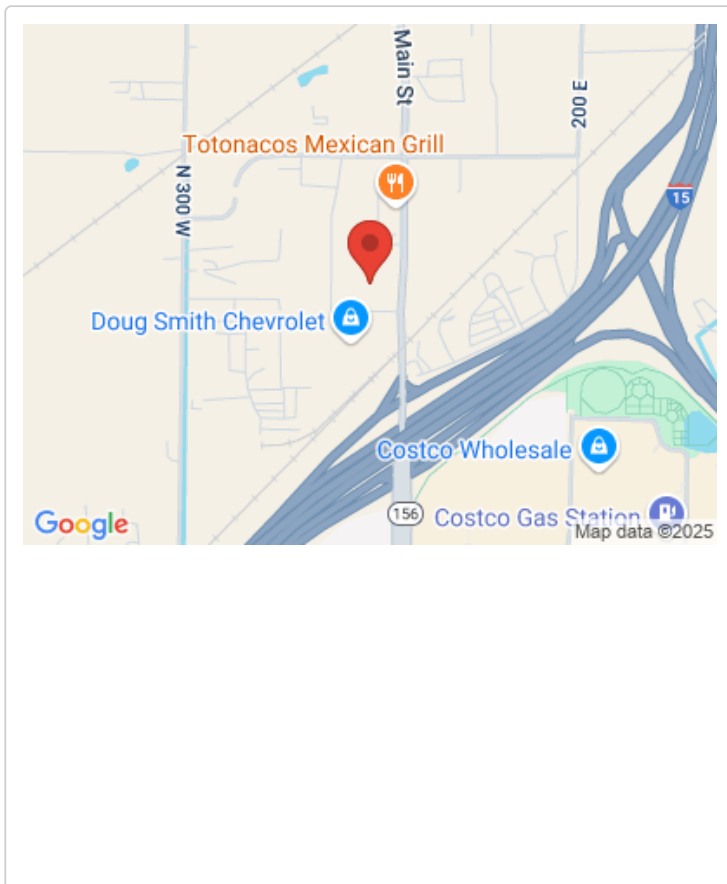 Main St
200 E
Totonacos Mexican Grill
N 300 W
15
Doug Smith Chevrolet
Costco Wholesale
156
Costco Gas Station
Google
Map data ©2025